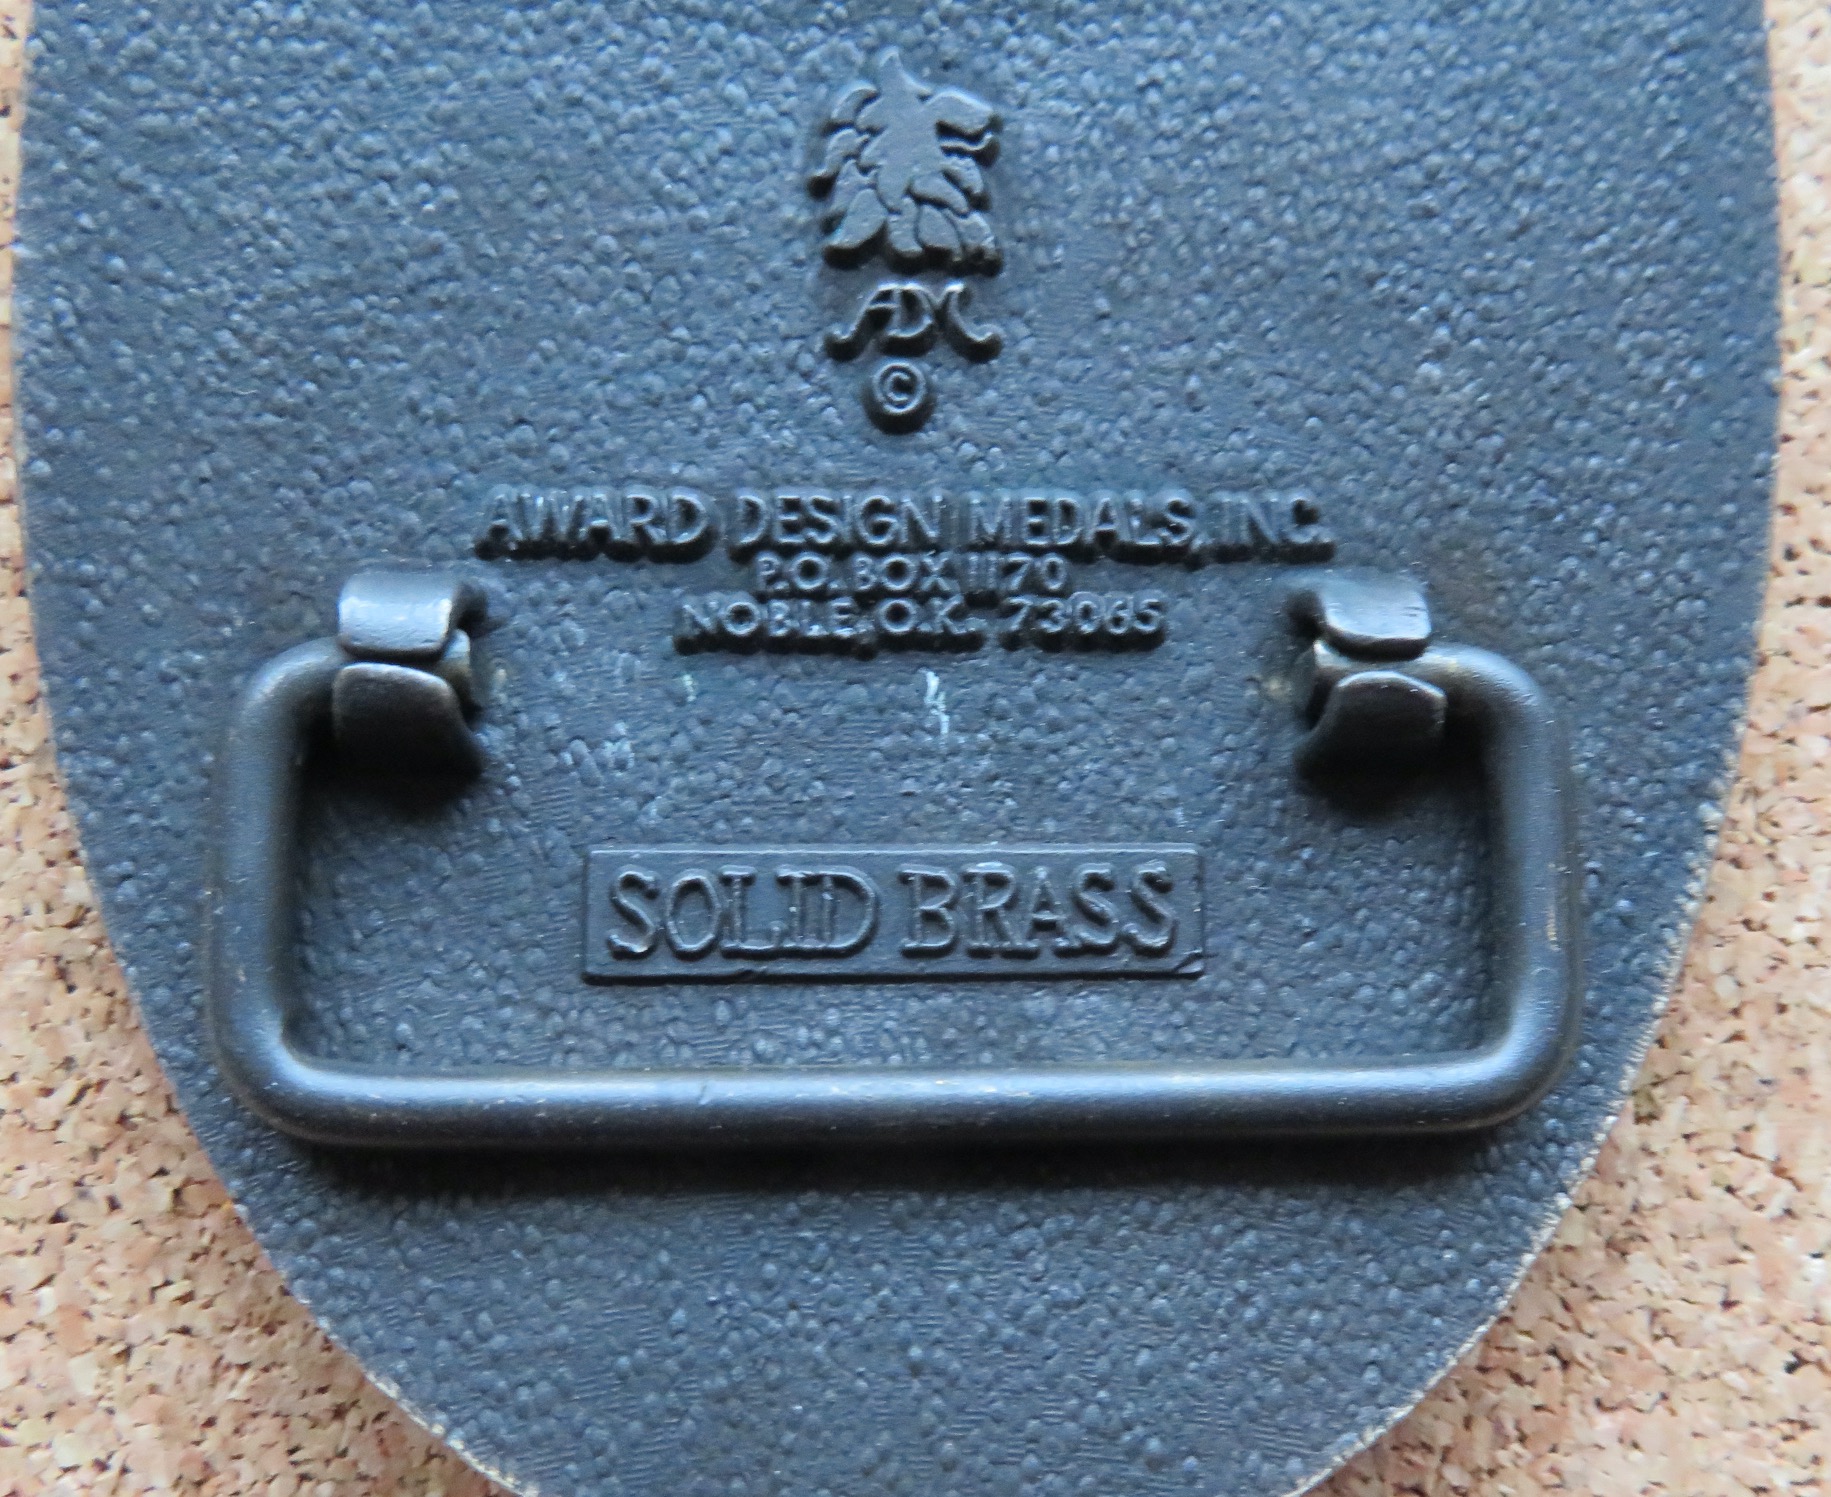 ADM
©
AWARD DESIGN MEDALS, INC.
P.O. BOX 1170
NOBLE, O.K. 73065
SOLID BRASS